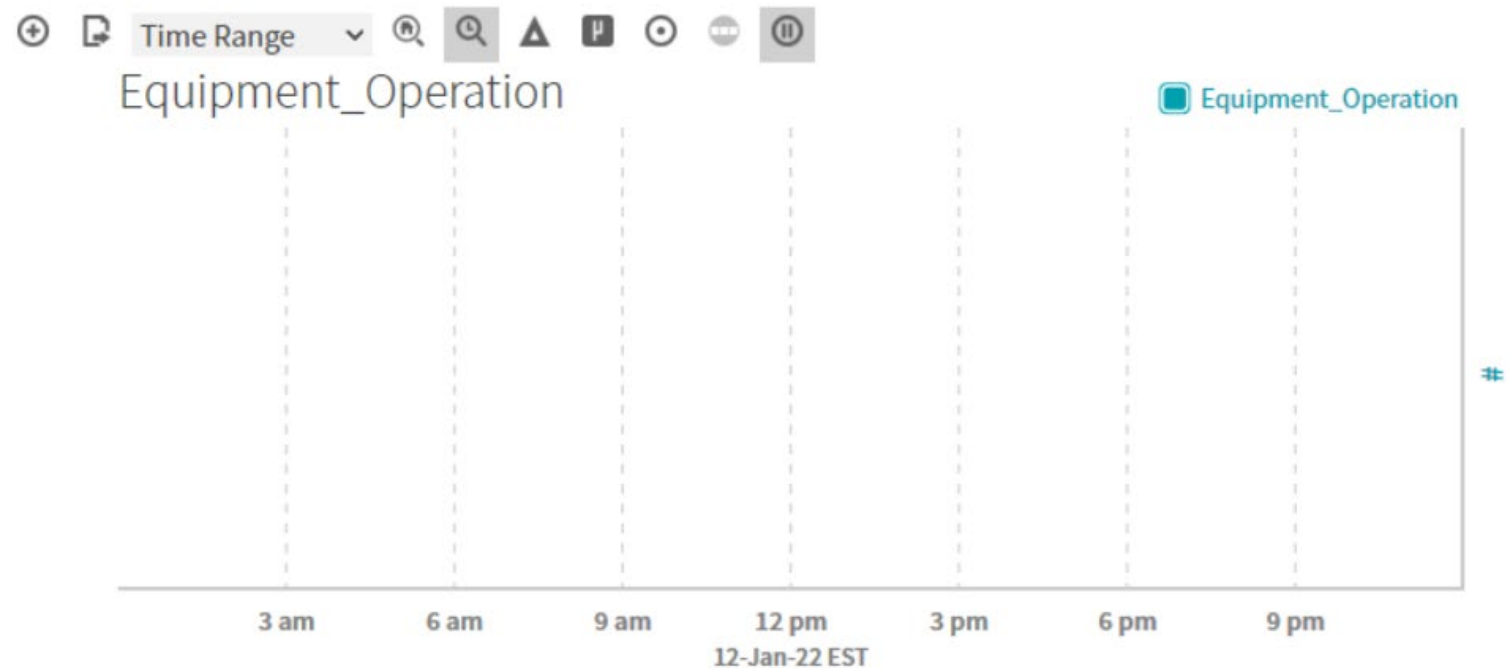 Time Range
Equipment_Operation
Equipment_Operation
#
3 am 6 am 9 am 12 pm 3 pm 6 pm 9 pm
12-Jan-22 EST